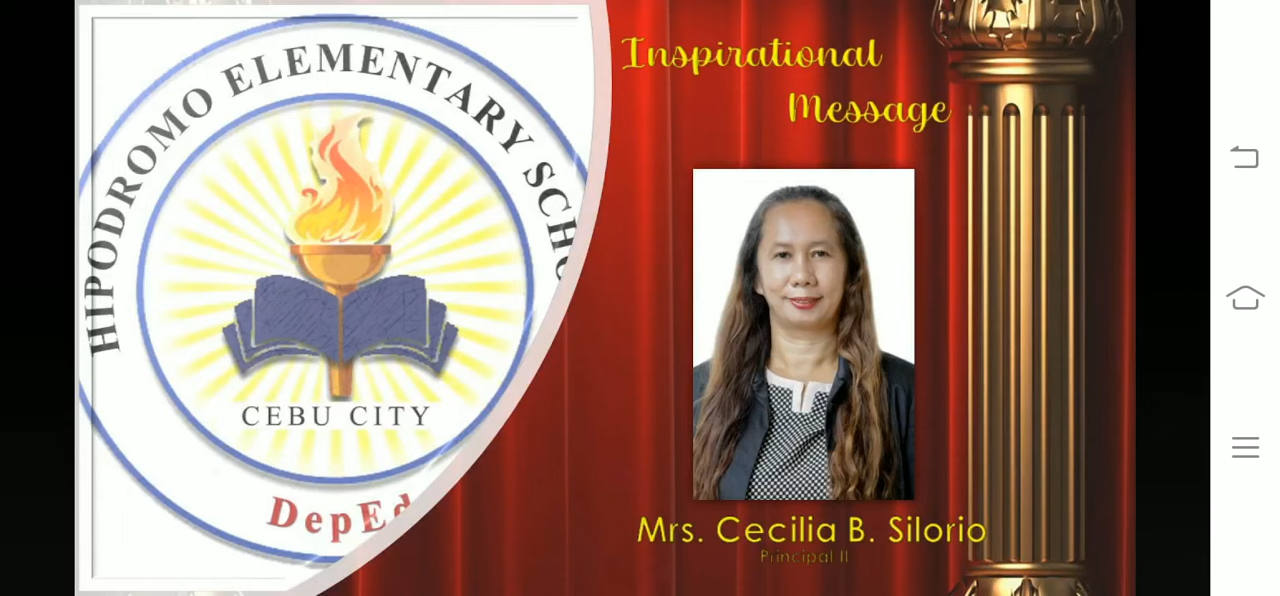 HIPODROMO ELEMENTARY SCHO
CEBU CITY
DepEd
Inspirational
Message
Mrs. Cecilia B. Silorio
Principal II